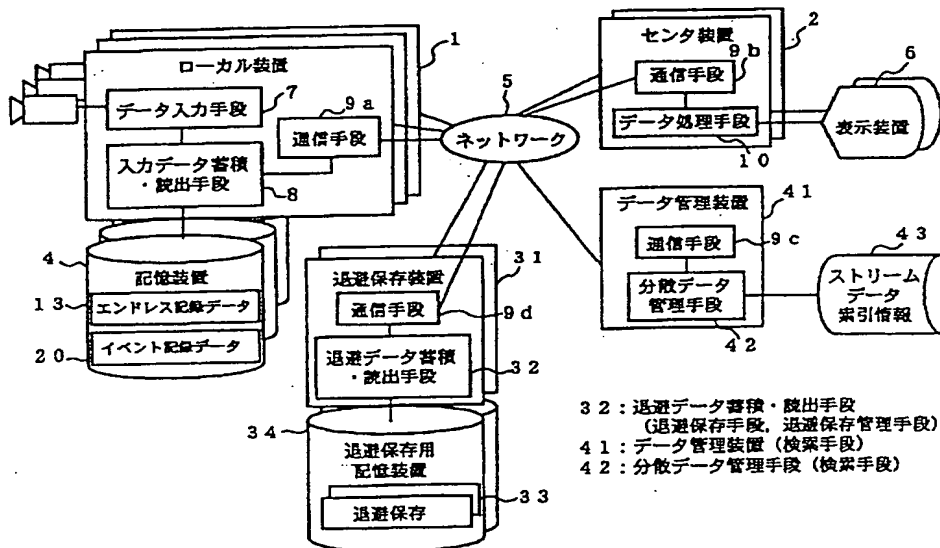 1
ローカル装置
データ入力手段
7
9a
通信手段
入力データ蓄積
・読出手段
8
4
記憶装置
13
エンドレス記録データ
20
イベント記録データ
5
ネットワーク
2
センタ装置
9b
通信手段
データ処理手段
10
6
表示装置
31
退避保存装置
通信手段
9d
退避データ蓄積
・読出手段
32
34
退避保存用
記憶装置
33
退避保存
41
データ管理装置
通信手段
9c
分散データ
管理手段
42
43
ストリーム
データ
索引情報
32:退避データ蓄積・読出手段
(退避保存手段,退避保存管理手段)
41:データ管理装置(検索手段)
42:分散データ管理手段(検索手段)